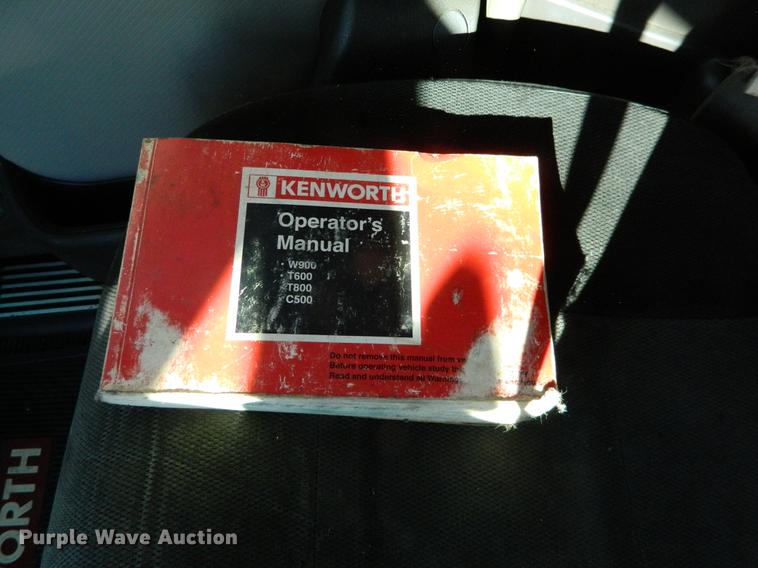 KENWORTH
Operator's
Manual
• W900
• T600
T800
C500
Do not remove this manual from
Before operating vehicle study
Read and understand all
ORTH
Purple Wave Auction